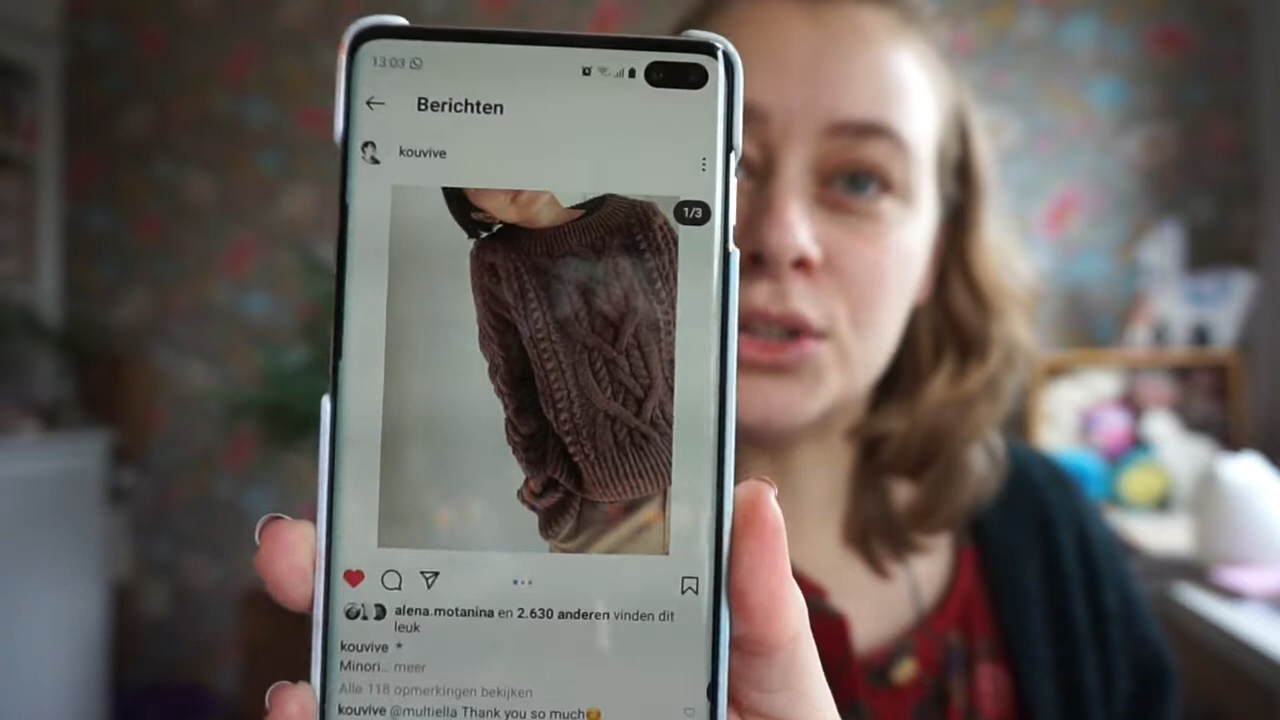 13:03
Berichten
kouvive
1/3
alena.motanina en 2.630 anderen vinden dit
leuk
kouvive *
Minori... meer
Alle 118 opmerkingen bekijken
kouvive @multiella Thank you so much😊